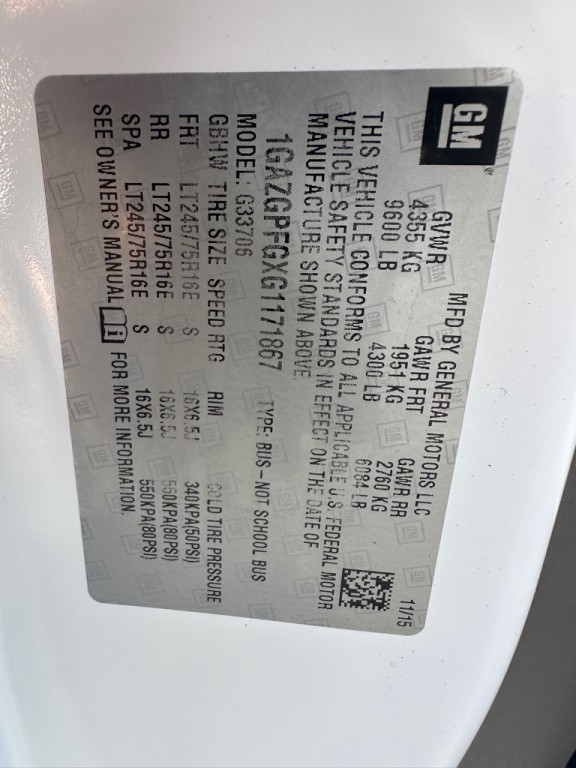 GM
MFD BY GENERAL MOTORS LLC 11/15
GVWR GAWR FRT GAWR RR
4355 KG 1951 KG 2760 KG
9600 LB 4300 LB 6084 LB
THIS VEHICLE CONFORMS TO ALL APPLICABLE U.S. FEDERAL MOTOR
VEHICLE SAFETY STANDARDS IN EFFECT ON THE DATE OF
MANUFACTURE SHOWN ABOVE.
1GAZGPFGXG1171867 TYPE: BUS-NOT SCHOOL BUS
MODEL: G33706
GBHW TIRE SIZE SPEED RTG RIM COLD TIRE PRESSURE
FRT LT245/75R16E S 16X6.5J 340KPA(50PSI)
RR LT245/75R16E S 16X6.5J 550KPA(80PSI)
SPA LT245/75R16E S 16X6.5J 550KPA(80PSI)
SEE OWNER'S MANUAL FOR MORE INFORMATION.